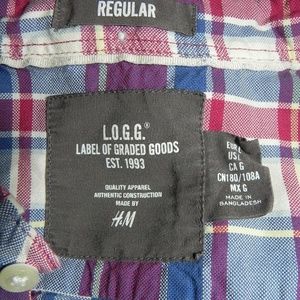 REGULAR
L.O.G.G.®
LABEL OF GRADED GOODS
EST. 1993
QUALITY APPAREL
AUTHENTIC CONSTRUCTION
MADE BY
H&M
EUR
US L
CA G
CN180/108A
MX G
MADE IN
BANGLADESH